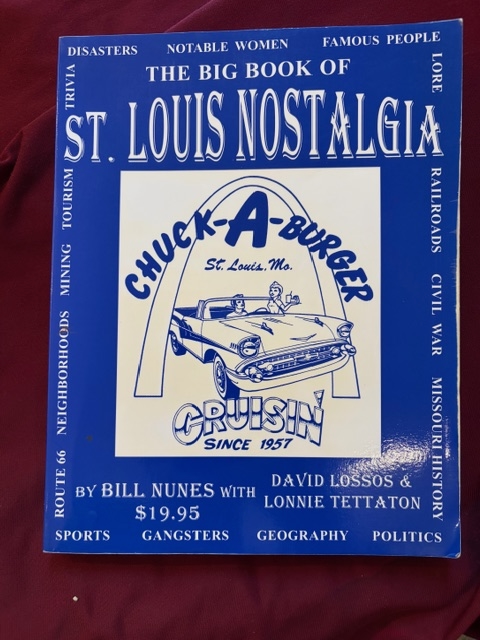 DISASTERS NOTABLE WOMEN FAMOUS PEOPLE
THE BIG BOOK OF
ST. LOUIS NOSTALGIA
CHUCK-A-BURGER
St. Louis, Mo.
CRUISIN'
SINCE 1957
BY BILL NUNES WITH
$19.95
DAVID LOSSOS &
LONNIE TETTATON
ROUTE 66 NEIGHBORHOODS MINING TOURISM TRIVIA
LORE RAILROADS CIVIL WAR MISSOURI HISTORY
SPORTS GANGSTERS GEOGRAPHY POLITICS